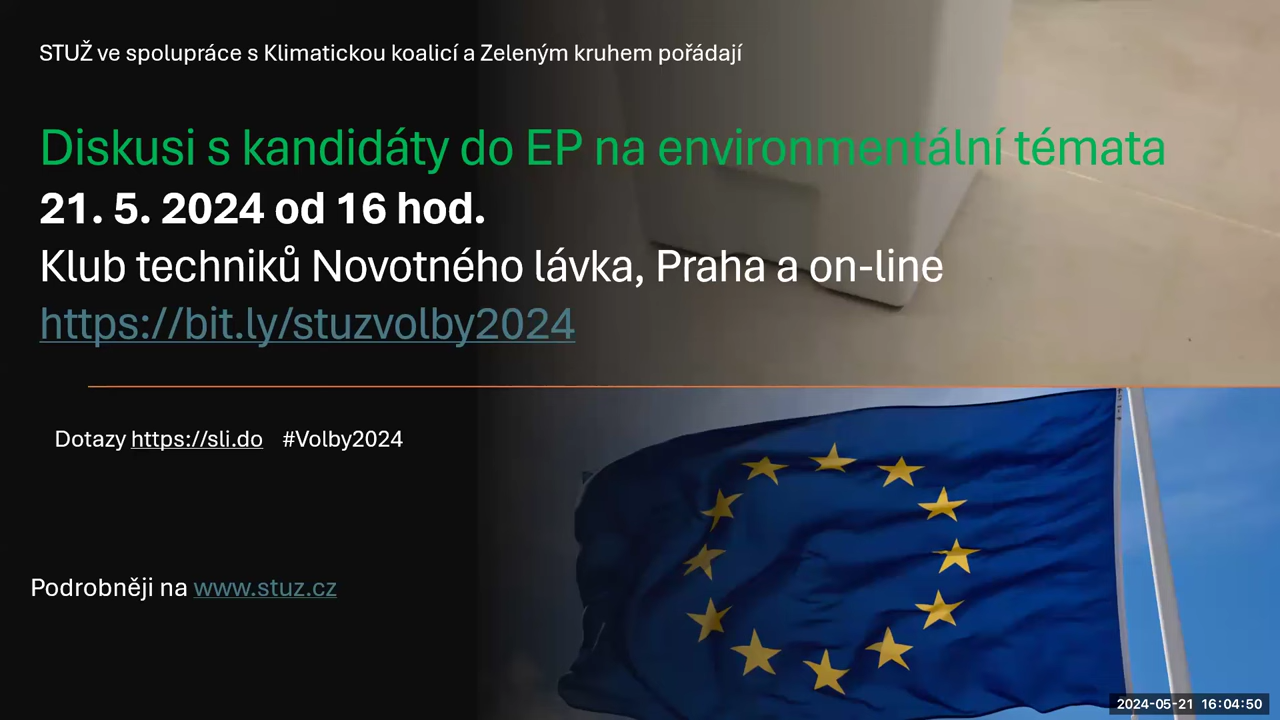 STUŽ ve spolupráce s Klimatickou koalicí a Zeleným kruhem pořádají
Diskusi s kandidáty do EP na environmentální témata
21. 5. 2024 od 16 hod.
Klub techniků Novotného lávka, Praha a on-line
https://bit.ly/stuzvolby2024
Dotazy https://sli.do #Volby2024
Podrobněji na www.stuz.cz
2024-05-21 16:04:50